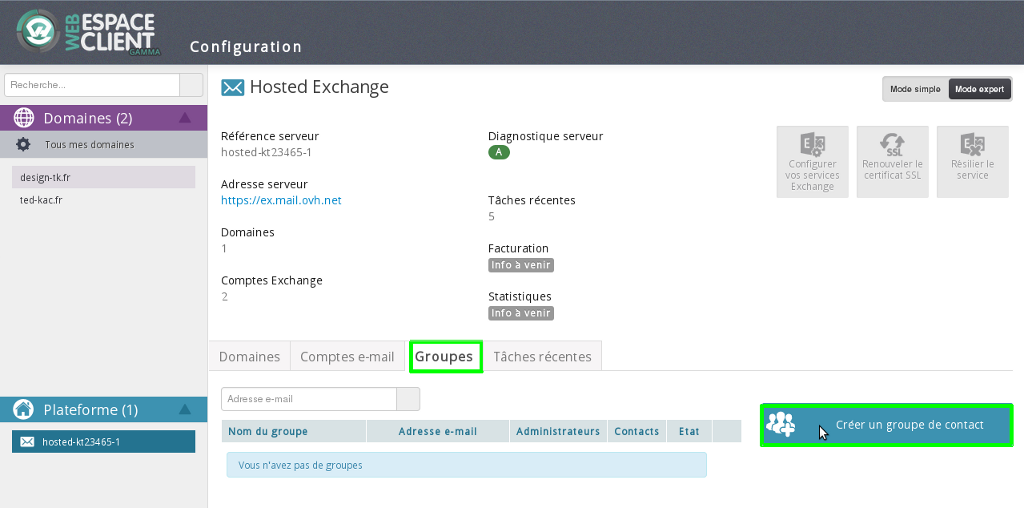 WEB ESPACE CLIENT GAMMA
Configuration
Recherche...
Domaines (2)
Tous mes domaines
design-tk.fr
ted-kac.fr
Plateforme (1)
hosted-kt23465-1
Hosted Exchange
Mode simple
Mode expert
Référence serveur
hosted-kt23465-1
Adresse serveur
https://ex.mail.ovh.net
Domaines
1
Comptes Exchange
2
Diagnostique serveur
A
Tâches récentes
5
Facturation
Info à venir
Statistiques
Info à venir
Configurer
vos services
Exchange
SSL
Renouveler le
certificat SSL
Résilier le
service
Domaines
Comptes e-mail
Groupes
Tâches récentes
Adresse e-mail
Nom du groupe
Adresse e-mail
Administrateurs
Contacts
Etat
Vous n'avez pas de groupes
Créer un groupe de contact